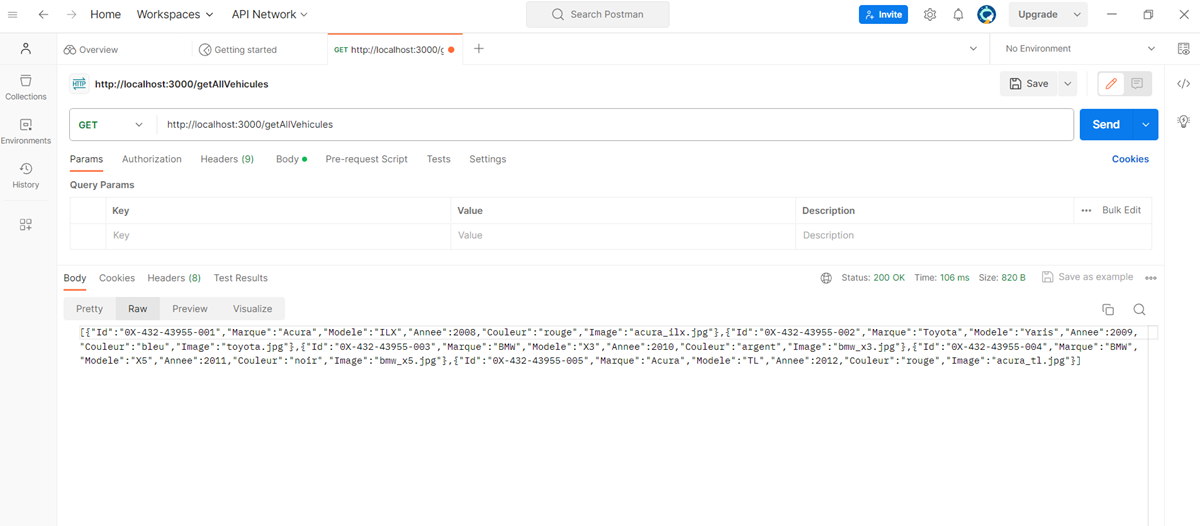 Home Workspaces API Network Search Postman Invite Upgrade
Overview Getting started GET http://localhost:3000/g No Environment
HTTP http://localhost:3000/getAllVehicules Save
Collections
GET http://localhost:3000/getAllVehicules Send
Environments
Params Authorization Headers (9) Body Pre-request Script Tests Settings Cookies
History
Query Params
Key Value Description Bulk Edit
Key Value Description
Body Cookies Headers (8) Test Results Status: 200 OK Time: 106 ms Size: 820 B Save as example
Pretty Raw Preview Visualize
[{"Id":"0X-432-43955-001","Marque":"Acura","Modele":"ILX","Annee":2008,"Couleur":"rouge","Image":"acura_ilx.jpg"},{"Id":"0X-432-43955-002","Marque":"Toyota","Modele":"Yaris","Annee":2009,
"Couleur":"bleu","Image":"toyota.jpg"},{"Id":"0X-432-43955-003","Marque":"BMW","Modele":"X3","Annee":2010,"Couleur":"argent","Image":"bmw_x3.jpg"},{"Id":"0X-432-43955-004","Marque":"BMW",
"Modele":"X5","Annee":2011,"Couleur":"noir","Image":"bmw_x5.jpg"},{"Id":"0X-432-43955-005","Marque":"Acura","Modele":"TL","Annee":2012,"Couleur":"rouge","Image":"acura_tl.jpg"}]